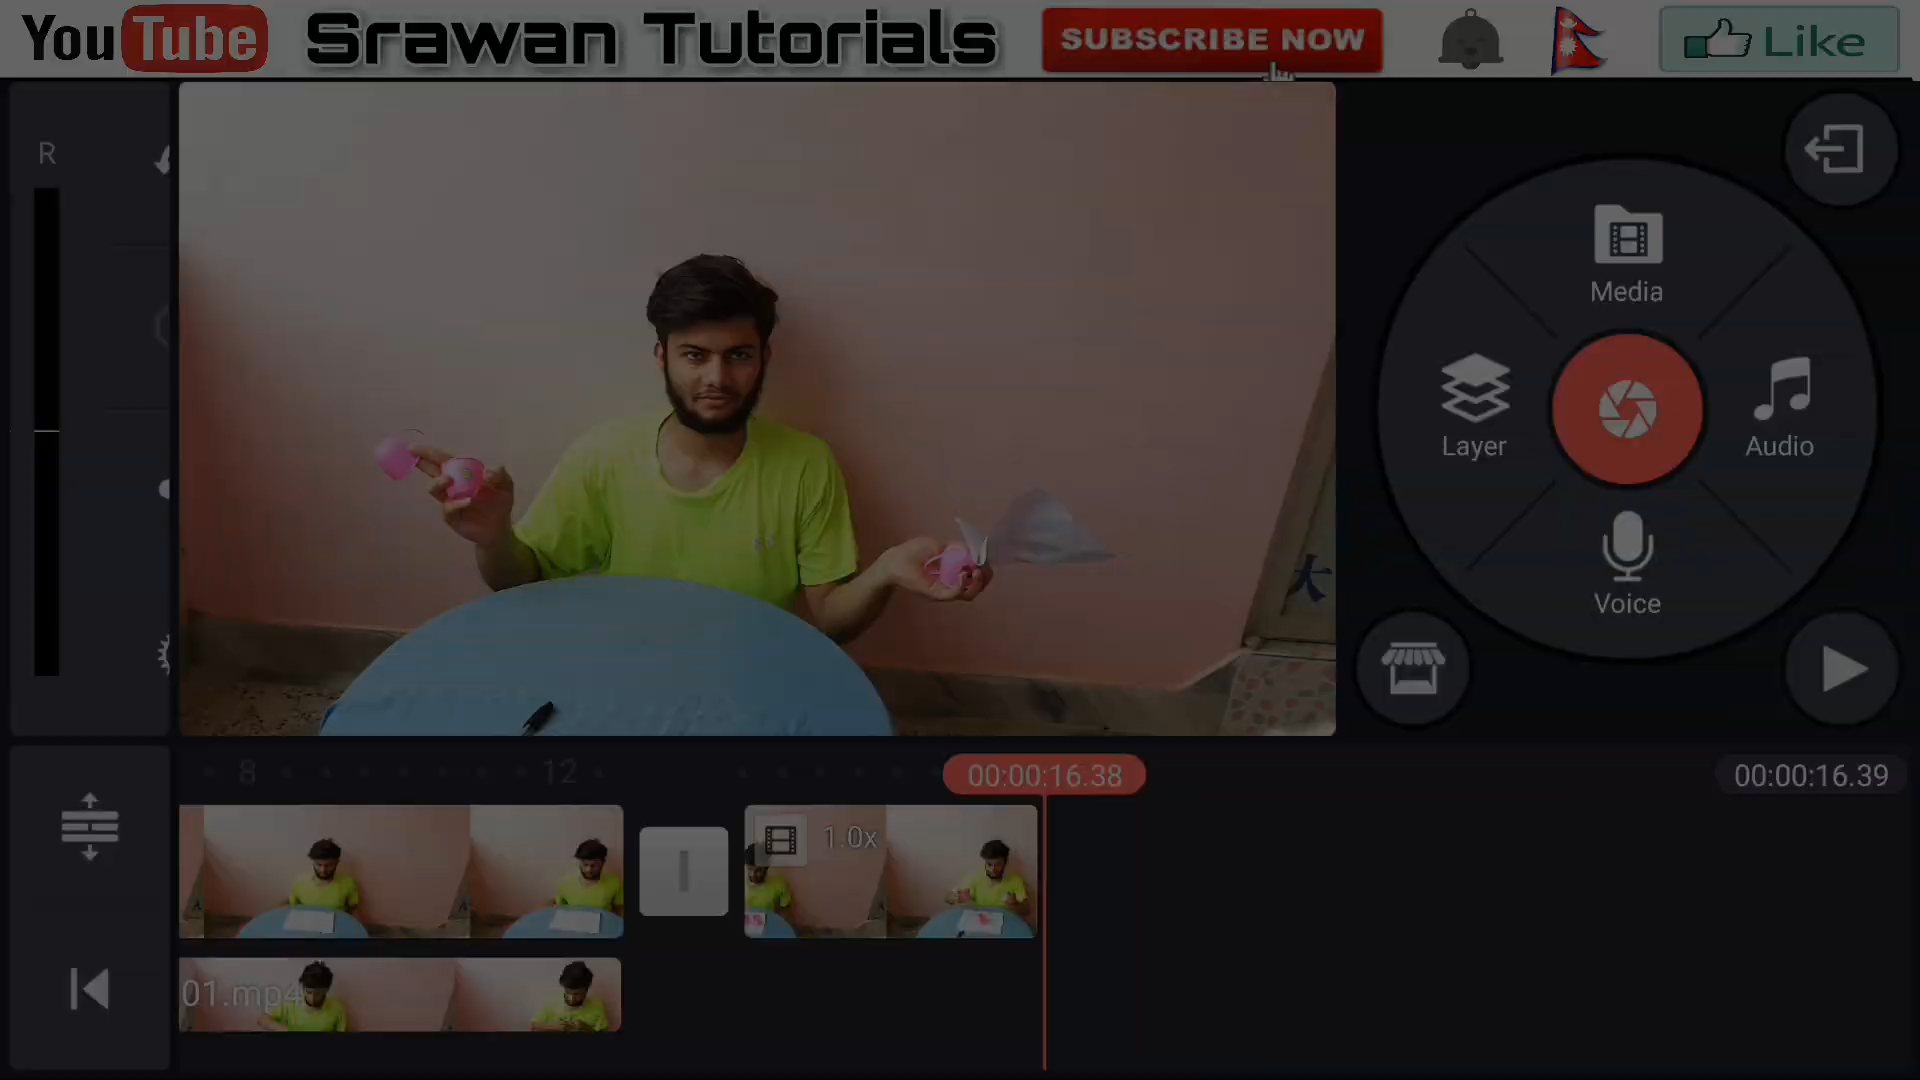 YouTube Srawan Tutorials SUBSCRIBE NOW Like
R
Media
Layer
Audio
Voice
大
8 12 00:00:16.38 00:00:16.39
1.0x
01.mp4